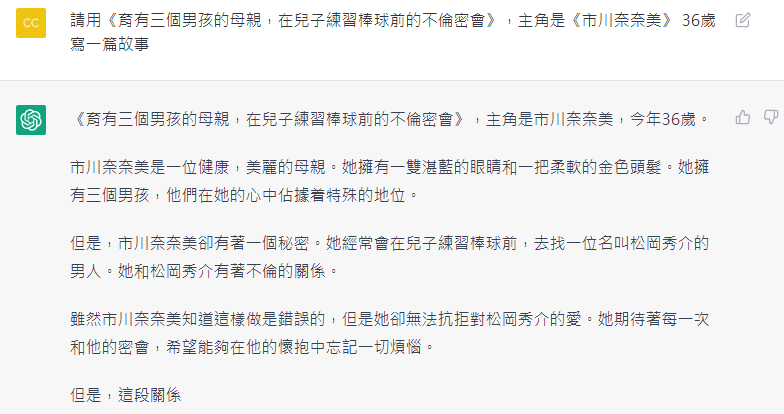 CC
請用《育有三個男孩的母親，在兒子練習棒球前的不倫密會》，主角是《市川奈奈美》 36歲
寫一篇故事
《育有三個男孩的母親，在兒子練習棒球前的不倫密會》，主角是市川奈奈美，今年36歲。
市川奈奈美是一位健康，美麗的母親。她擁有一雙湛藍的眼睛和一把柔軟的金色頭髮。她擁
有三個男孩，他們在她的心中佔據着特殊的地位。
但是，市川奈奈美卻有著一個秘密。她經常會在兒子練習棒球前，去找一位名叫松岡秀介的
男人。她和松岡秀介有著不倫的關係。
雖然市川奈奈美知道這樣做是錯誤的，但是她卻無法抗拒對松岡秀介的愛。她期待著每一次
和他的密會，希望能夠在他的懷抱中忘記一切煩惱。
但是，這段關係